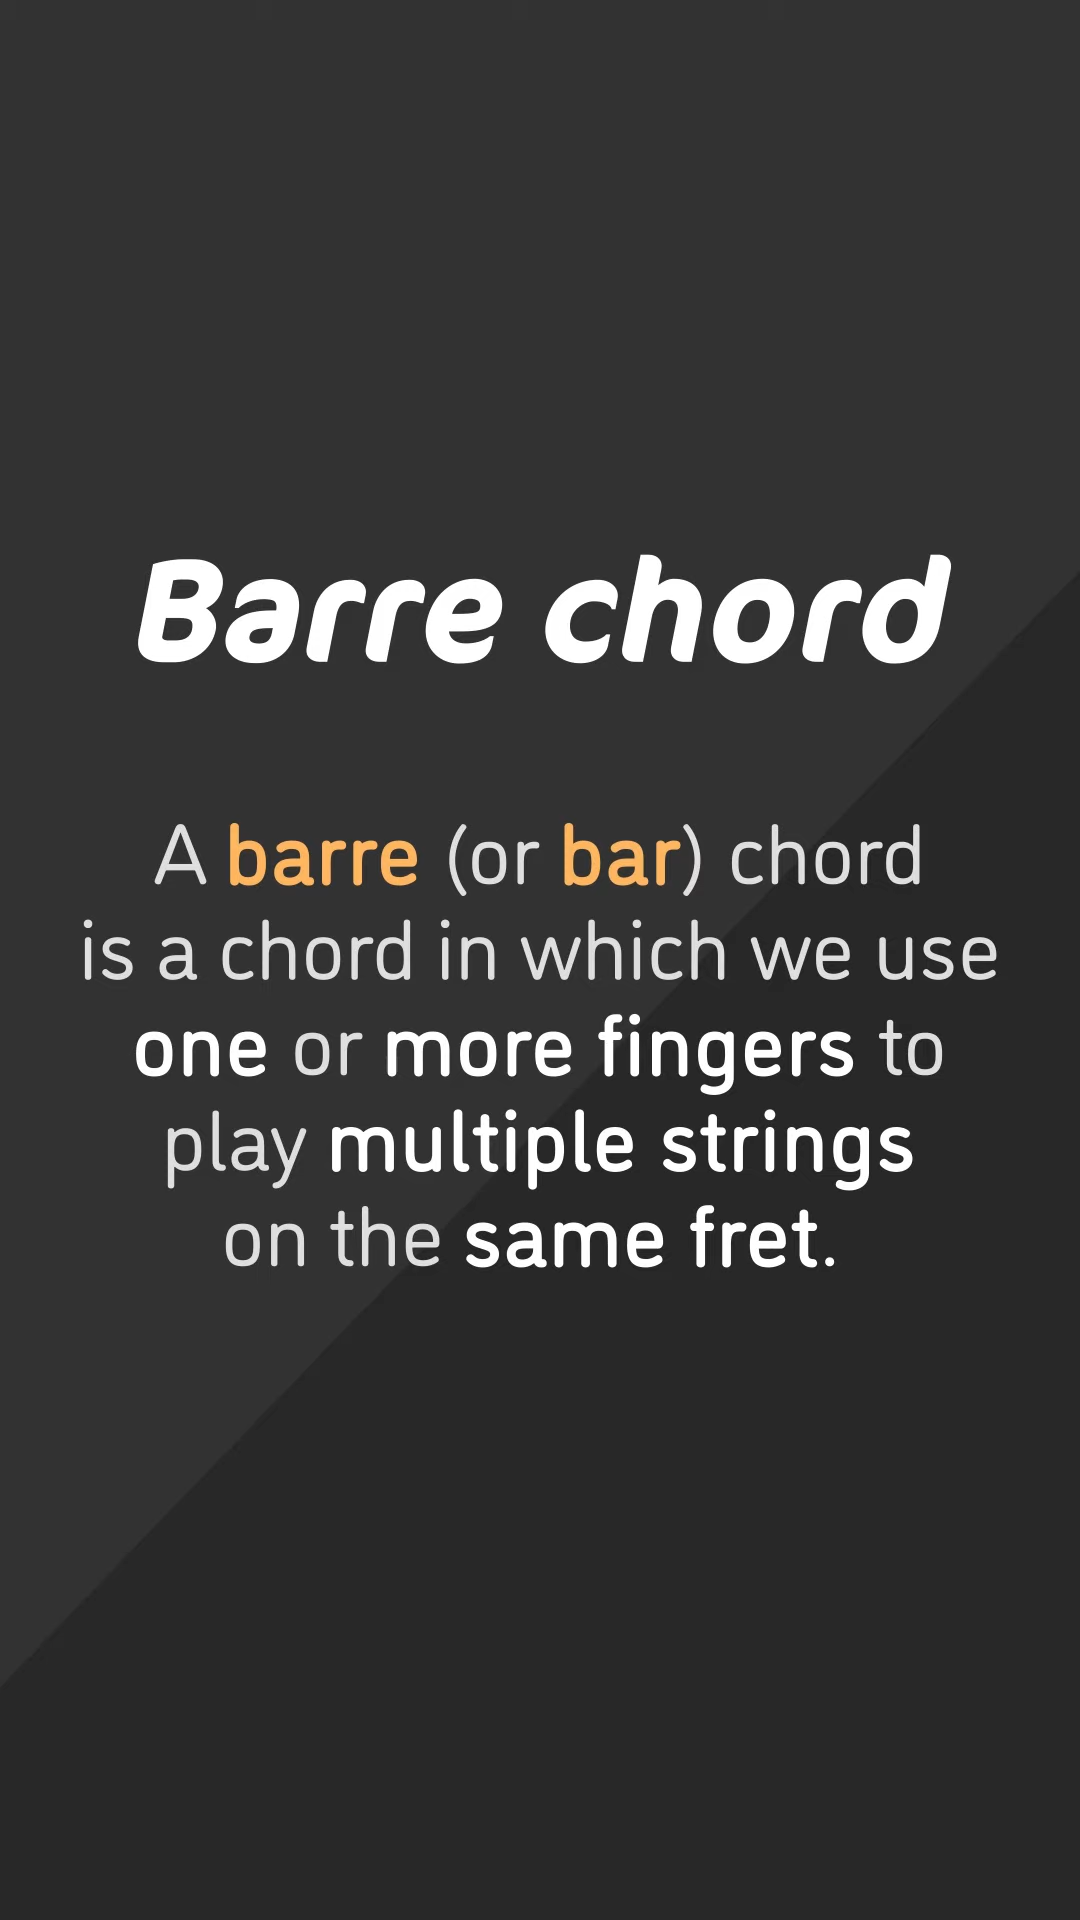 Barre chord
A barre (or bar) chord
is a chord in which we use
one or more fingers to
play multiple strings
on the same fret.